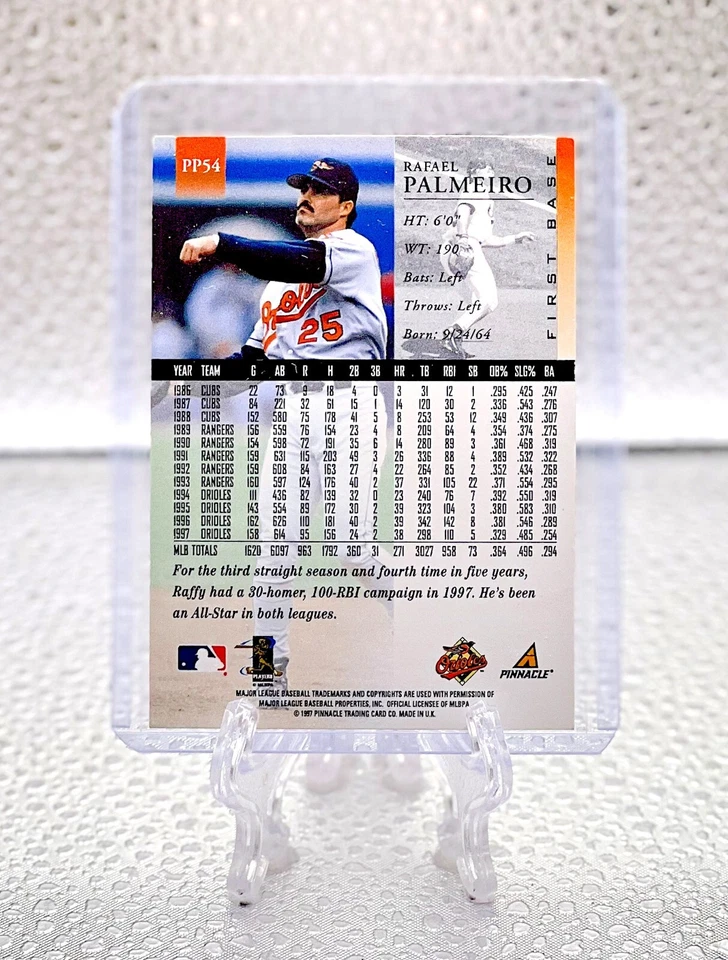 PP54
RAFAEL
PALMEIRO
HT: 6'0"
WT: 190
Bats: Left
Throws: Left
Born: 9/24/64
FIRST BASE
Orioles
25
YEAR TEAM G AB R H 2B 3B HR TB RBI SB OB% SLG% BA
1986 CUBS 22 73 9 18 4 0 3 31 12 1 .295 .425 .247
1987 CUBS 84 221 32 61 15 1 14 120 30 2 .336 .543 .276
1988 CUBS 152 580 75 178 41 5 8 253 53 12 .349 .436 .307
1989 RANGERS 156 559 76 154 23 4 8 209 64 4 .354 .374 .275
1990 RANGERS 154 598 72 191 35 6 14 280 89 3 .361 .468 .319
1991 RANGERS 159 631 115 203 49 3 26 336 88 4 .389 .532 .322
1992 RANGERS 159 608 84 163 27 4 22 264 85 2 .352 .434 .268
1993 RANGERS 160 597 124 176 40 2 37 331 105 22 .371 .554 .295
1994 ORIOLES 111 436 82 139 32 0 23 240 76 7 .392 .550 .319
1995 ORIOLES 143 554 89 172 30 2 39 323 104 3 .380 .583 .310
1996 ORIOLES 162 626 110 181 40 2 39 342 142 8 .381 .546 .289
1997 ORIOLES 158 614 95 156 24 2 38 298 110 5 .329 .485 .254
MLB TOTALS 1620 6097 963 1792 360 31 271 3027 958 73 .364 .496 .294
For the third straight season and fourth time in five years,
Raffy had a 30-homer, 100-RBI campaign in 1997. He's been
an All-Star in both leagues.
PLAYERS
Orioles
PINNACLE
MAJOR LEAGUE BASEBALL TRADEMARKS AND COPYRIGHTS ARE USED WITH PERMISSION OF
MAJOR LEAGUE BASEBALL PROPERTIES, INC. OFFICIAL LICENSEE OF MLBPA
© 1997 PINNACLE TRADING CARD CO. MADE IN U.K.